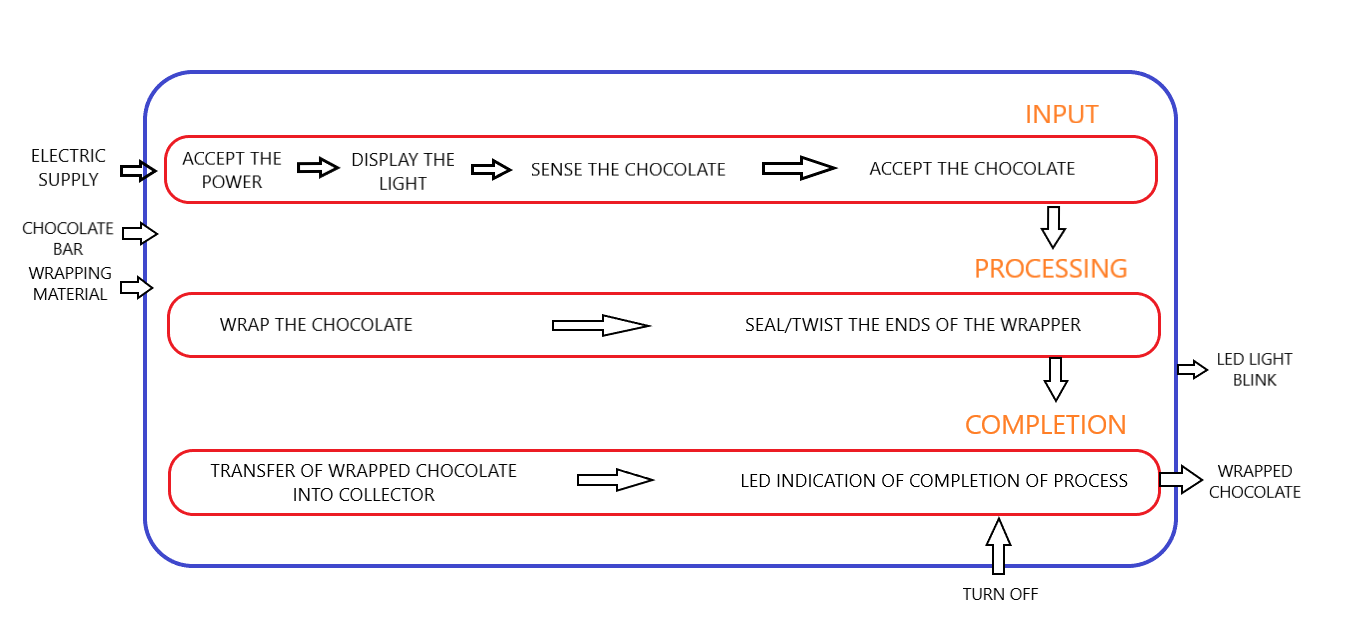 INPUT
ELECTRIC
SUPPLY
ACCEPT THE
POWER
DISPLAY THE
LIGHT
SENSE THE CHOCOLATE
ACCEPT THE CHOCOLATE
CHOCOLATE
BAR
WRAPPING
MATERIAL
PROCESSING
WRAP THE CHOCOLATE
SEAL/TWIST THE ENDS OF THE WRAPPER
LED LIGHT
BLINK
COMPLETION
TRANSFER OF WRAPPED CHOCOLATE
INTO COLLECTOR
LED INDICATION OF COMPLETION OF PROCESS
WRAPPED
CHOCOLATE
TURN OFF